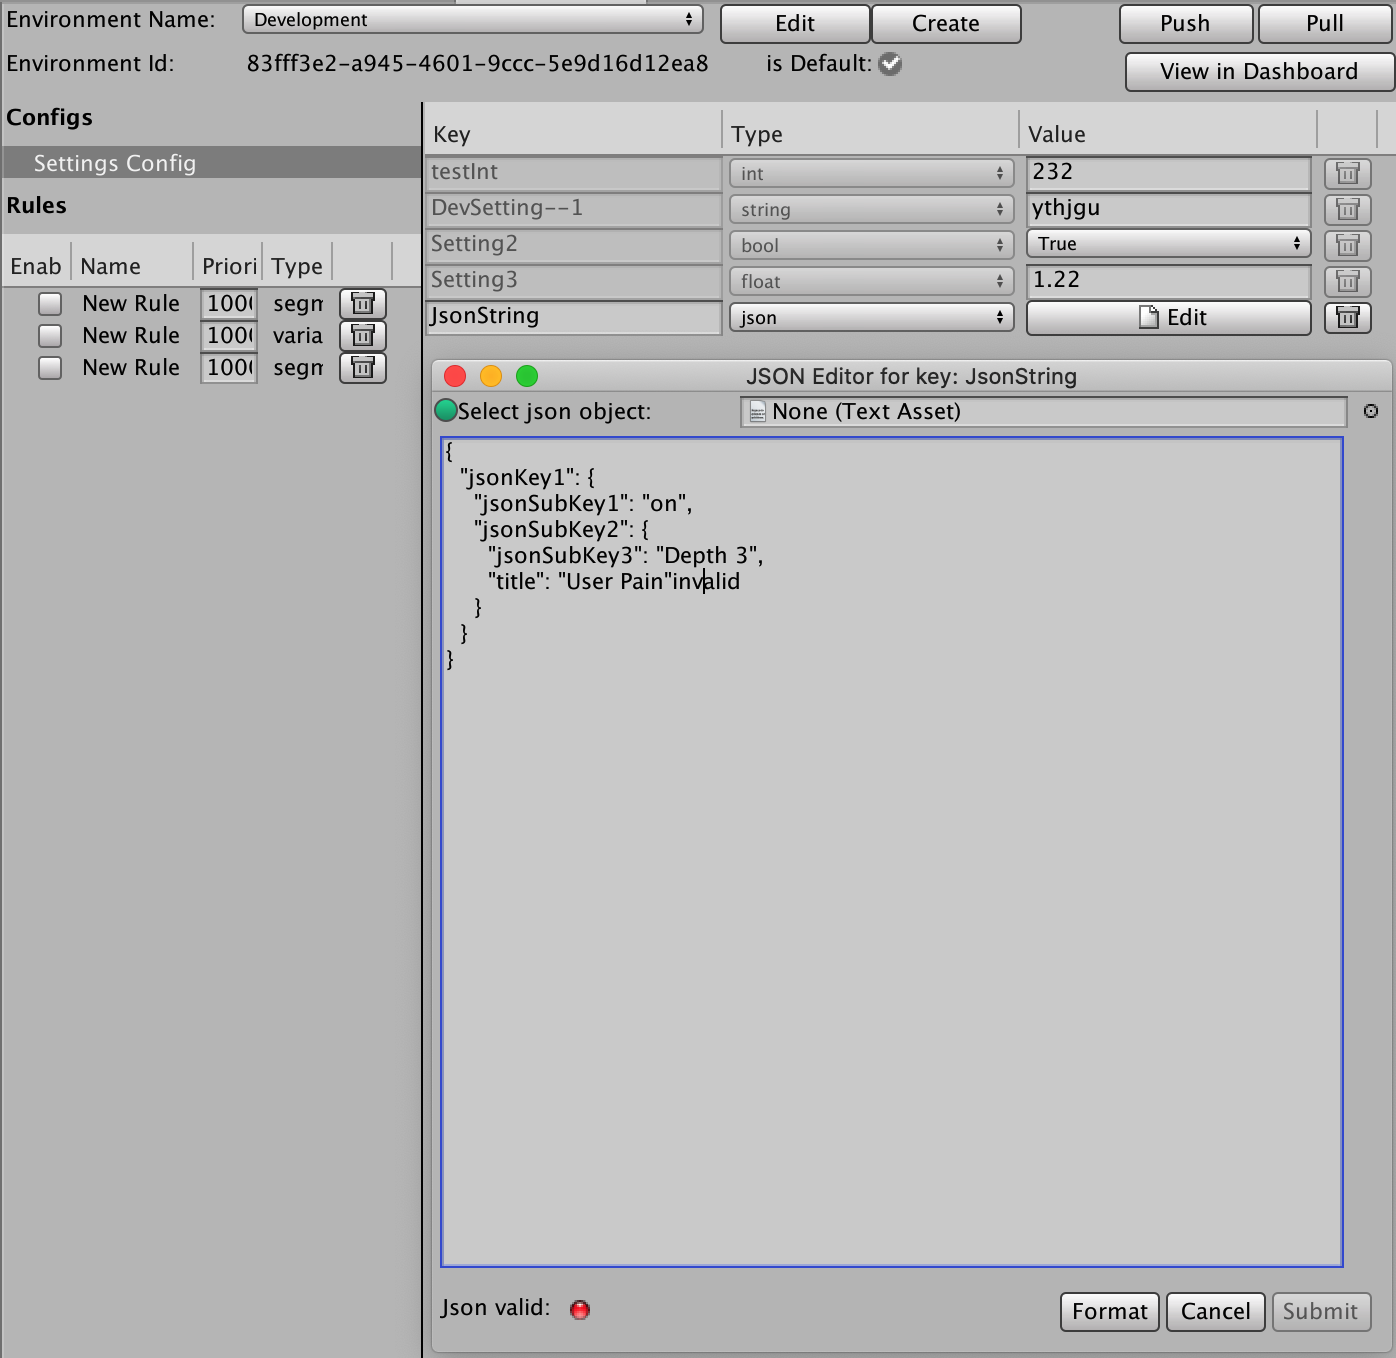 Environment Name: Development Edit Create Push Pull
Environment Id: 83fff3e2-a945-4601-9ccc-5e9d16d12ea8 is Default: View in Dashboard
Configs
Settings Config
Rules
Enab Name Priori Type
New Rule 100 segm
New Rule 100 varia
New Rule 100 segm
Key Type Value
testInt int 232
DevSetting--1 string ythjgu
Setting2 bool True
Setting3 float 1.22
JsonString json Edit
JSON Editor for key: JsonString
Select json object: None (Text Asset)
{
"jsonKey1": {
"jsonSubKey1": "on",
"jsonSubKey2": {
"jsonSubKey3": "Depth 3",
"title": "User Pain"invalid
}
}
}
Json valid: Format Cancel Submit